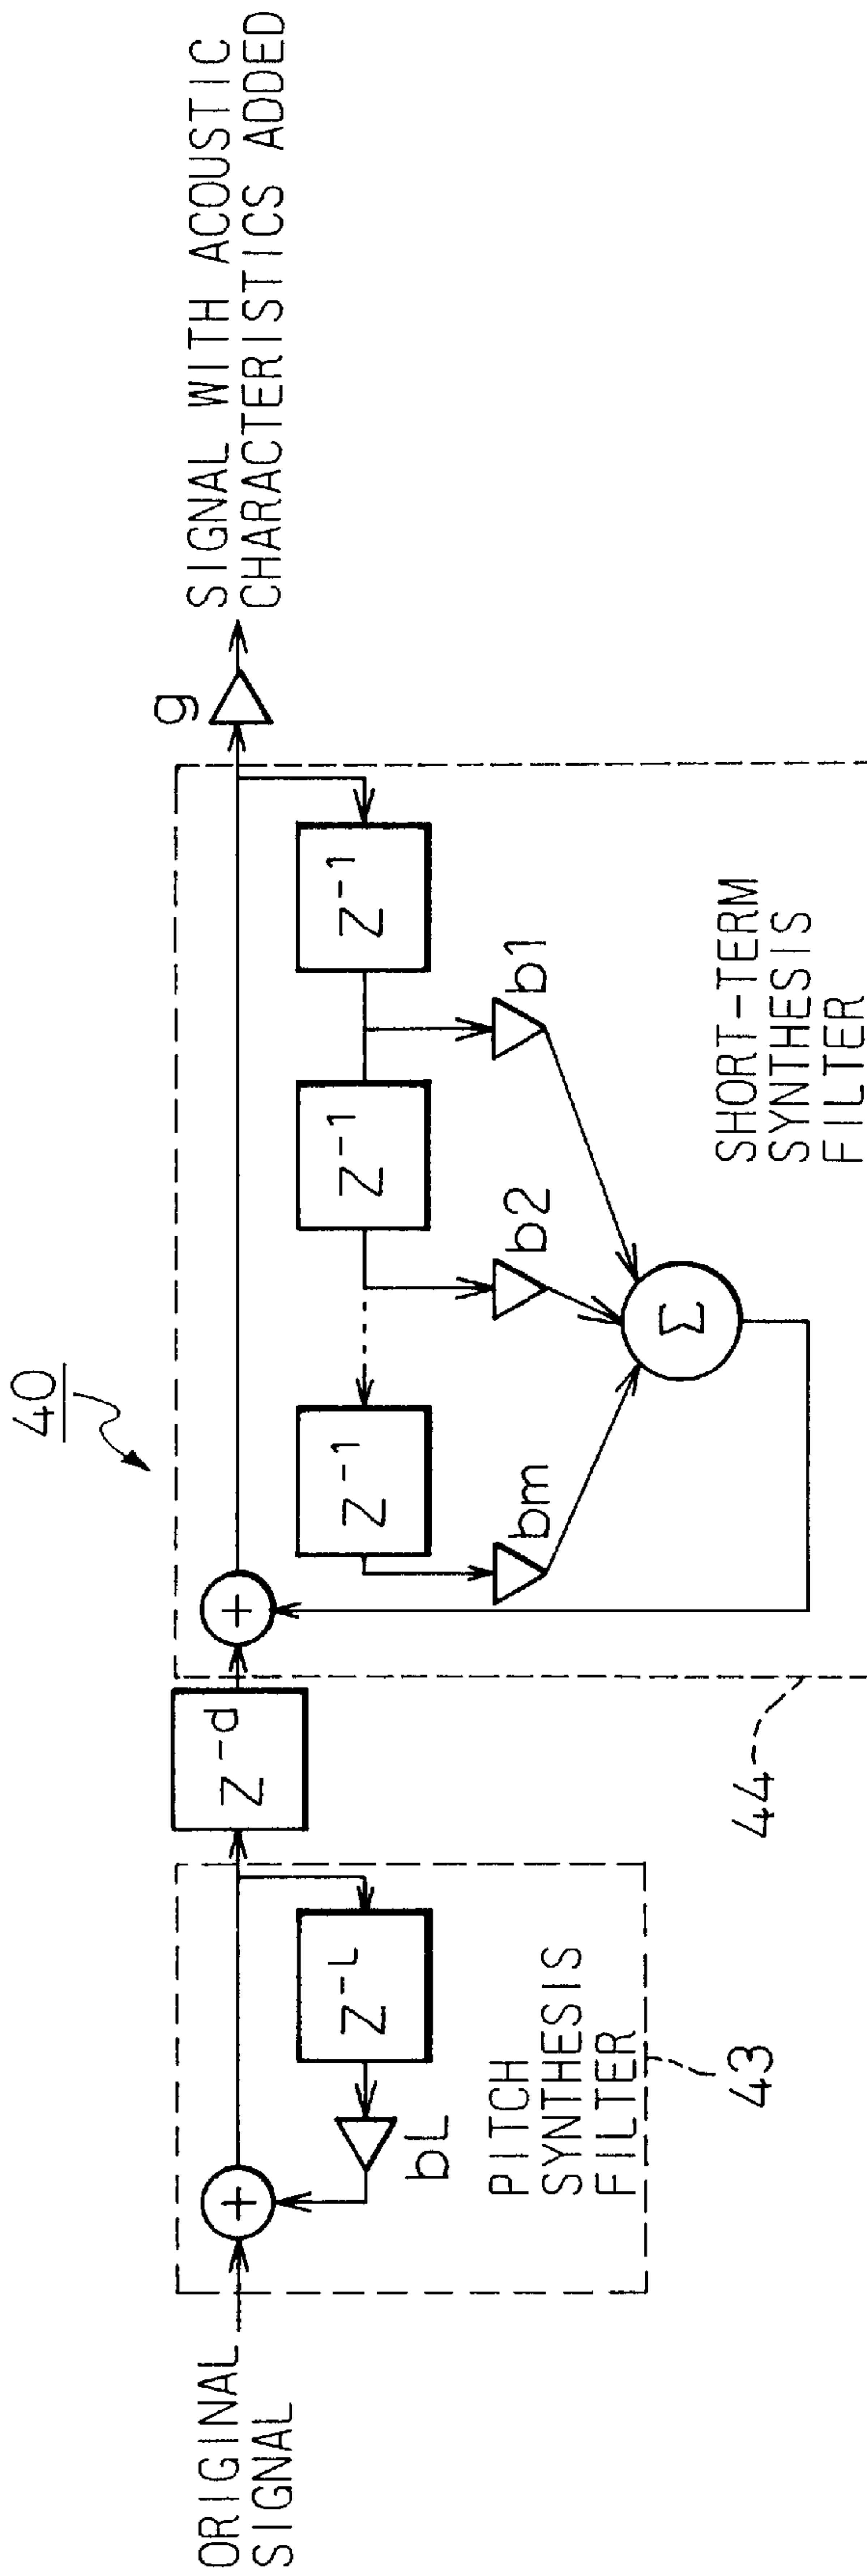 40
ORIGINAL
SIGNAL
bL
Z-L
PITCH
SYNTHESIS
FILTER
43
Z-d
44
Z-1
Z-1
Z-1
bm
b2
b1
Σ
SHORT-TERM
SYNTHESIS
FILTER
g
SIGNAL WITH ACOUSTIC
CHARACTERISTICS ADDED